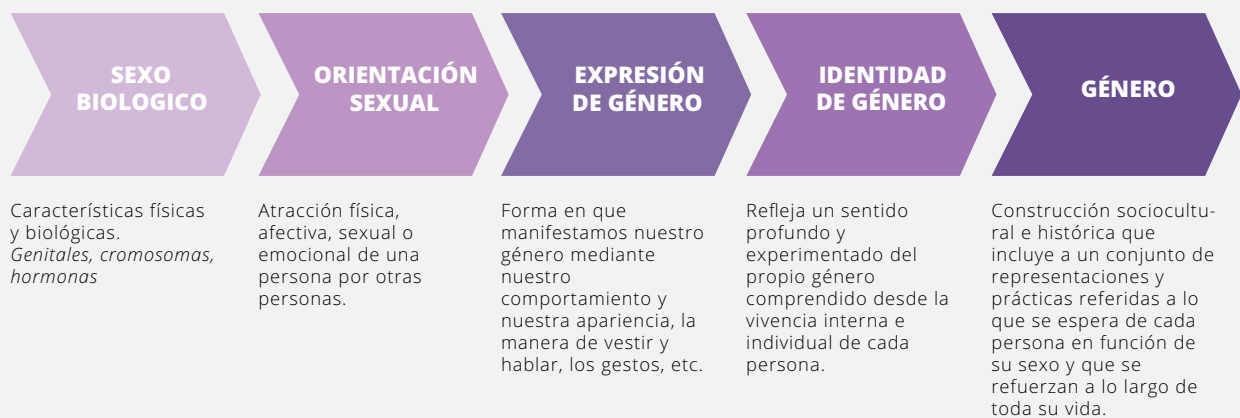 SEXO
BIOLOGICO
Características físicas
y biológicas.
Genitales, cromosomas,
hormonas
ORIENTACIÓN
SEXUAL
Atracción física,
afectiva, sexual o
emocional de una
persona por otras
personas.
EXPRESIÓN
DE GÉNERO
Forma en que
manifestamos nuestro
género mediante
nuestro
comportamiento y
nuestra apariencia, la
manera de vestir y
hablar, los gestos, etc.
IDENTIDAD
DE GÉNERO
Refleja un sentido
profundo y
experimentado del
propio género
comprendido desde la
vivencia interna e
individual de cada
persona.
GÉNERO
Construcción sociocultu-
ral e histórica que
incluye a un conjunto de
representaciones y
prácticas referidas a lo
que se espera de cada
persona en función de
su sexo y que se
refuerzan a lo largo de
toda su vida.